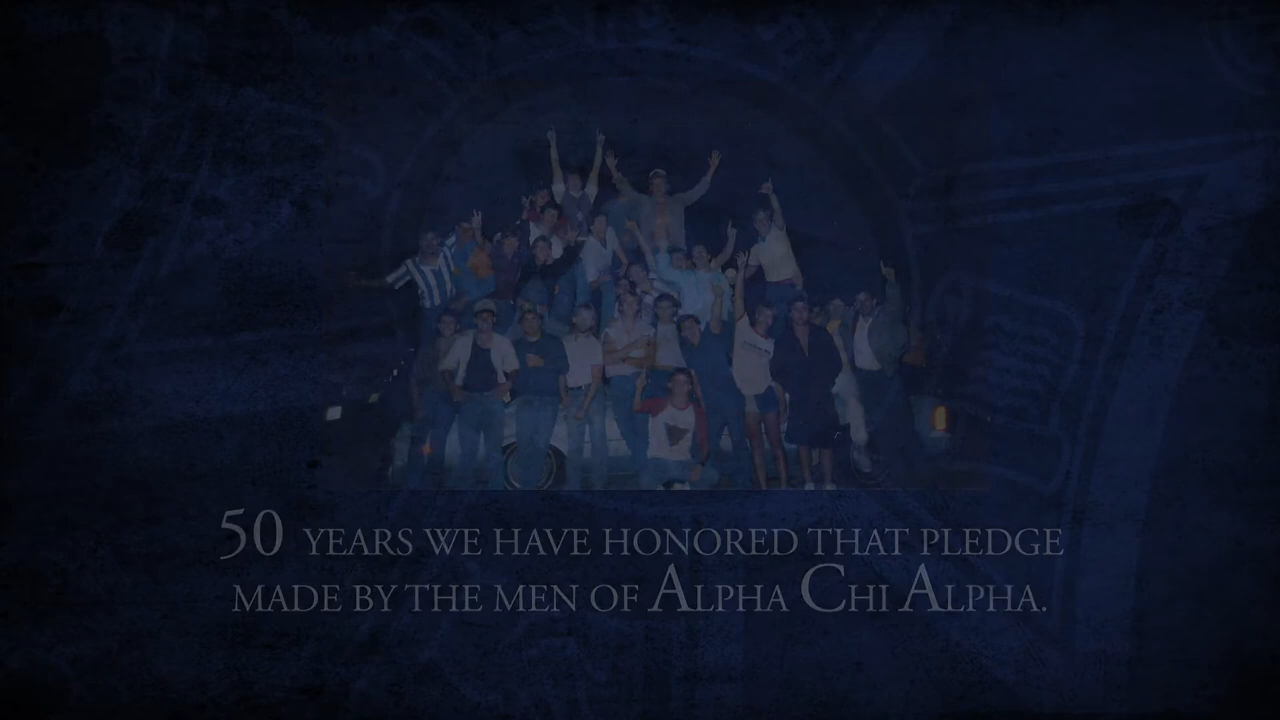 50 YEARS WE HAVE HONORED THAT PLEDGE
MADE BY THE MEN OF ALPHA CHI ALPHA.